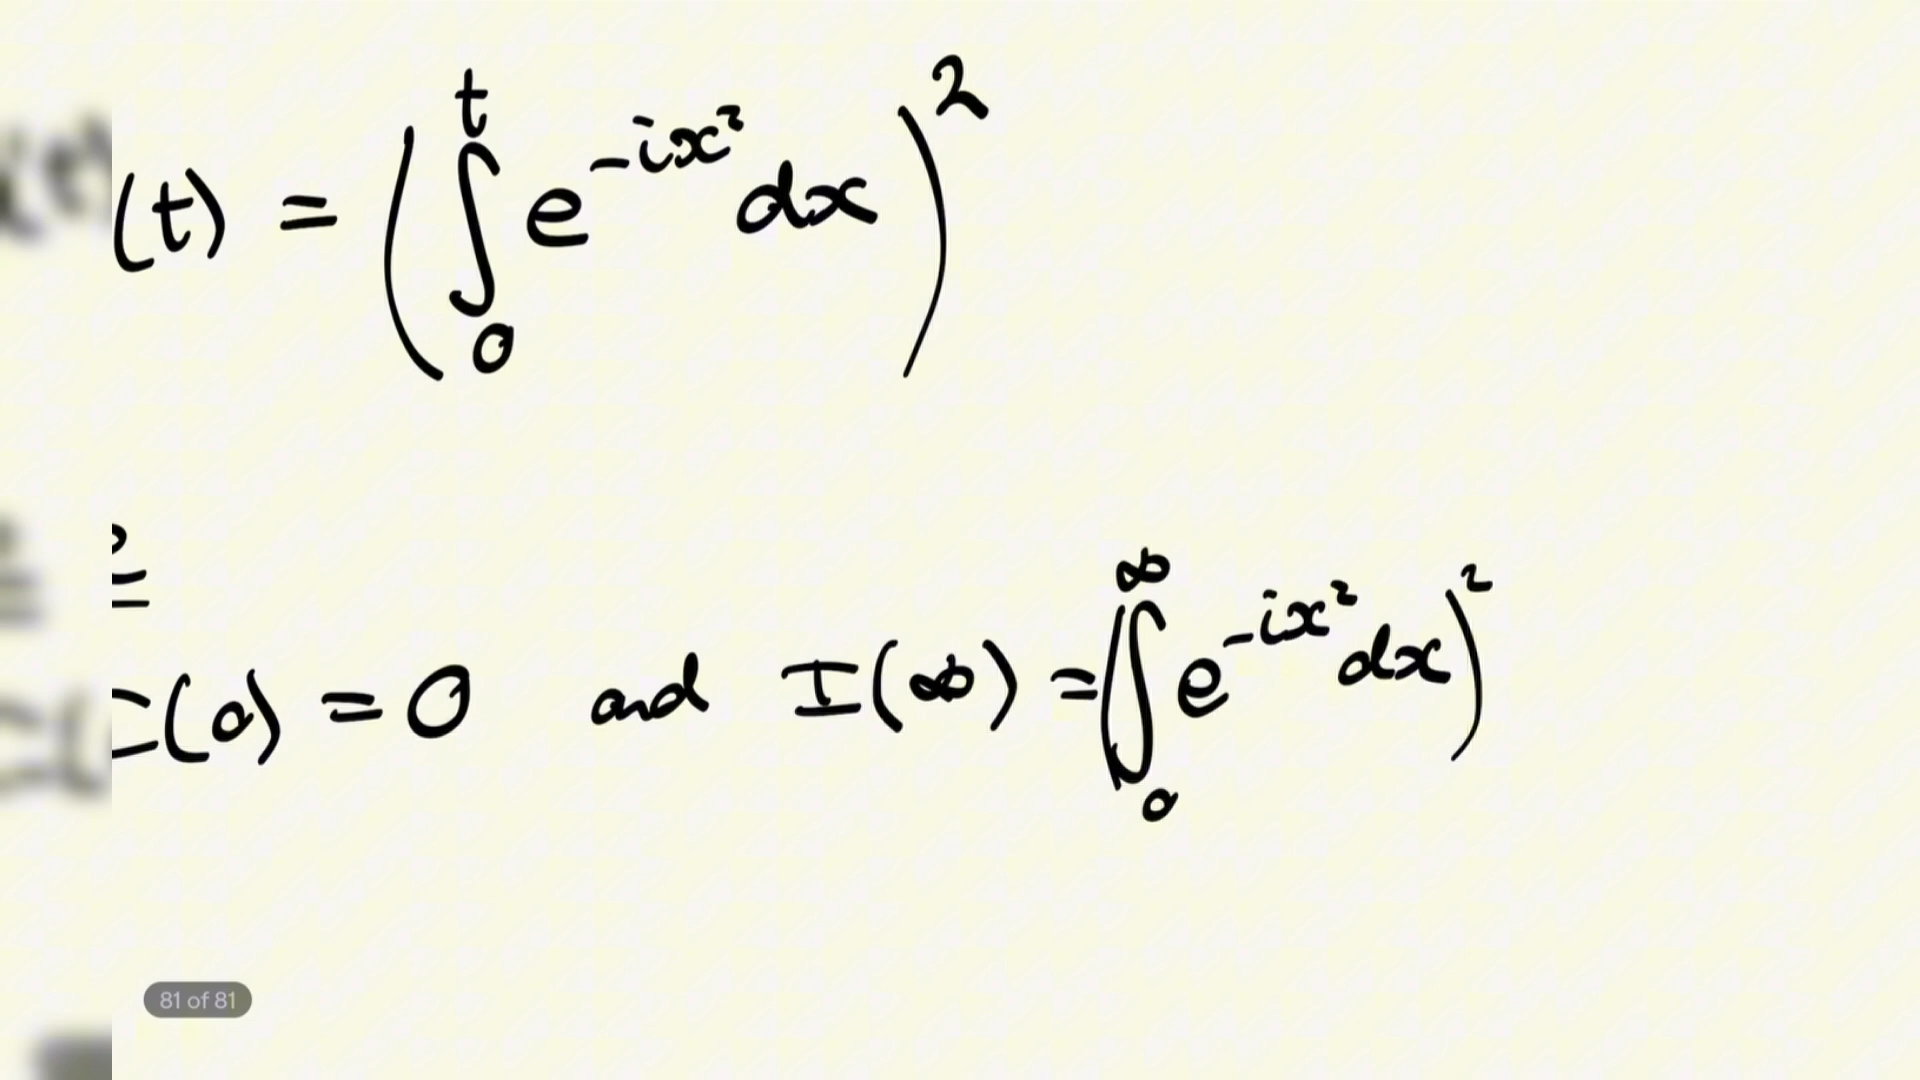 (t) = (∫₀ᵗ e^{-ix²} dx)²
I(0) = 0 and I(∞) = (∫₀^∞ e^{-ix²} dx)²
81 of 81